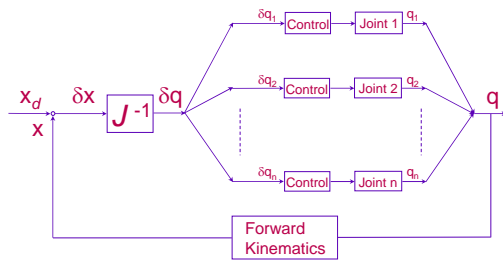 δq₁ Control Joint 1 q₁
x_d δx J⁻¹ δq δq₂ Control Joint 2 q₂ q
x
δqₙ Control Joint n qₙ
Forward
Kinematics